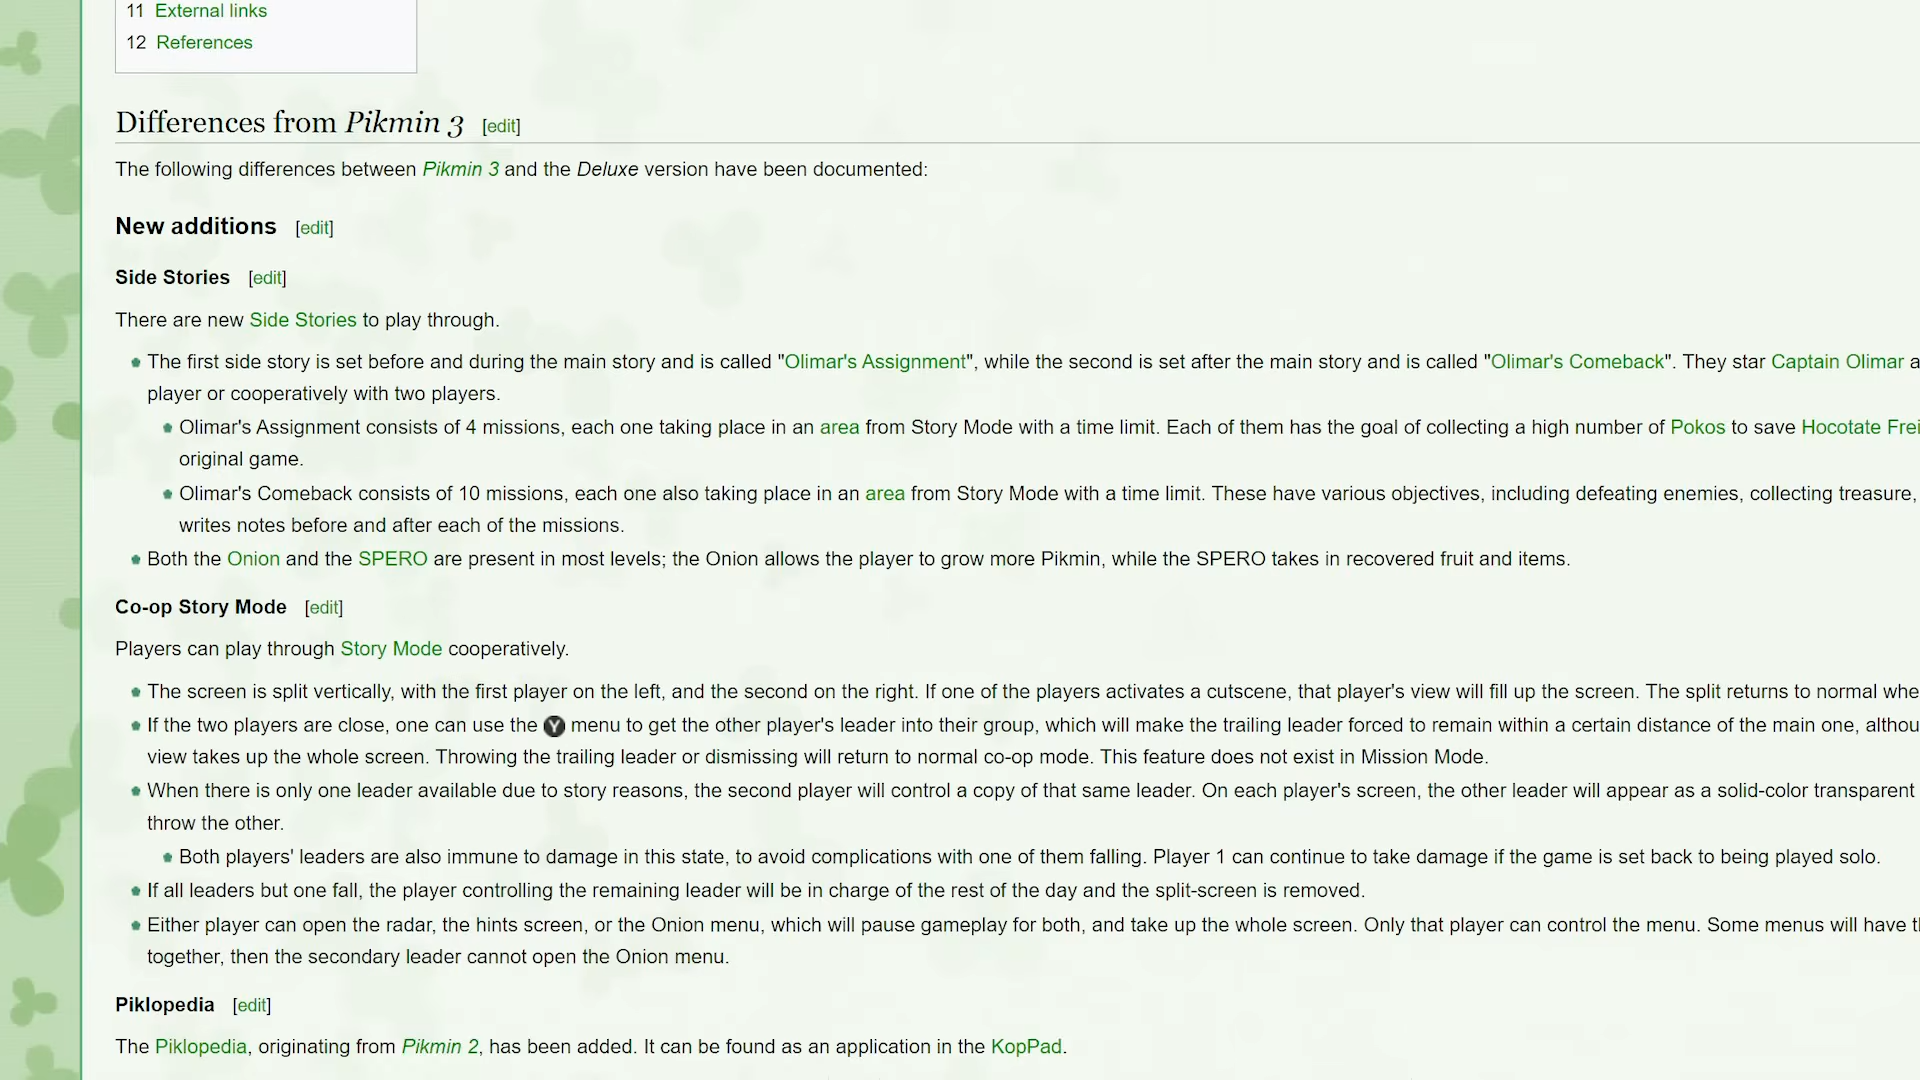 11 External links
12 References
Differences from Pikmin 3 [edit]
The following differences between Pikmin 3 and the Deluxe version have been documented:
New additions [edit]
Side Stories [edit]
There are new Side Stories to play through.
The first side story is set before and during the main story and is called "Olimar's Assignment", while the second is set after the main story and is called "Olimar's Comeback". They star Captain Olimar a
player or cooperatively with two players.
Olimar's Assignment consists of 4 missions, each one taking place in an area from Story Mode with a time limit. Each of them has the goal of collecting a high number of Pokos to save Hocotate Frei
original game.
Olimar's Comeback consists of 10 missions, each one also taking place in an area from Story Mode with a time limit. These have various objectives, including defeating enemies, collecting treasure,
writes notes before and after each of the missions.
Both the Onion and the SPERO are present in most levels; the Onion allows the player to grow more Pikmin, while the SPERO takes in recovered fruit and items.
Co-op Story Mode [edit]
Players can play through Story Mode cooperatively.
The screen is split vertically, with the first player on the left, and the second on the right. If one of the players activates a cutscene, that player's view will fill up the screen. The split returns to normal whe
If the two players are close, one can use the Y menu to get the other player's leader into their group, which will make the trailing leader forced to remain within a certain distance of the main one, althou
view takes up the whole screen. Throwing the trailing leader or dismissing will return to normal co-op mode. This feature does not exist in Mission Mode.
When there is only one leader available due to story reasons, the second player will control a copy of that same leader. On each player's screen, the other leader will appear as a solid-color transparent
throw the other.
Both players' leaders are also immune to damage in this state, to avoid complications with one of them falling. Player 1 can continue to take damage if the game is set back to being played solo.
If all leaders but one fall, the player controlling the remaining leader will be in charge of the rest of the day and the split-screen is removed.
Either player can open the radar, the hints screen, or the Onion menu, which will pause gameplay for both, and take up the whole screen. Only that player can control the menu. Some menus will have t
together, then the secondary leader cannot open the Onion menu.
Piklopedia [edit]
The Piklopedia, originating from Pikmin 2, has been added. It can be found as an application in the KopPad.